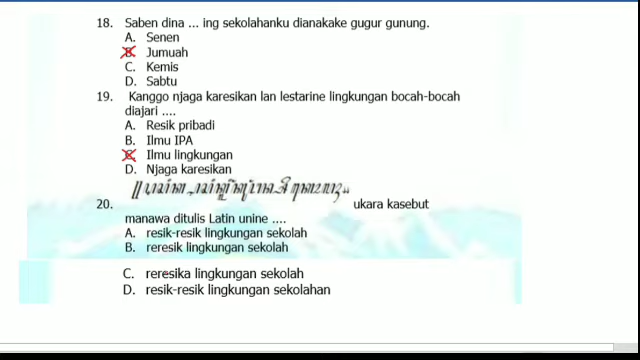 18. Saben dina ... ing sekolahanku dianakake gugur gunung.
A. Senen
B. Jumuah
C. Kemis
D. Sabtu
19. Kanggo njaga karesikan lan lestarine lingkungan bocah-bocah
diajari ....
A. Resik pribadi
B. Ilmu IPA
C. Ilmu lingkungan
D. Njaga karesikan
20. ukara kasebut
manawa ditulis Latin unine ....
A. resik-resik lingkungan sekolah
B. reresik lingkungan sekolah
C. reresika lingkungan sekolah
D. resik-resik lingkungan sekolahan